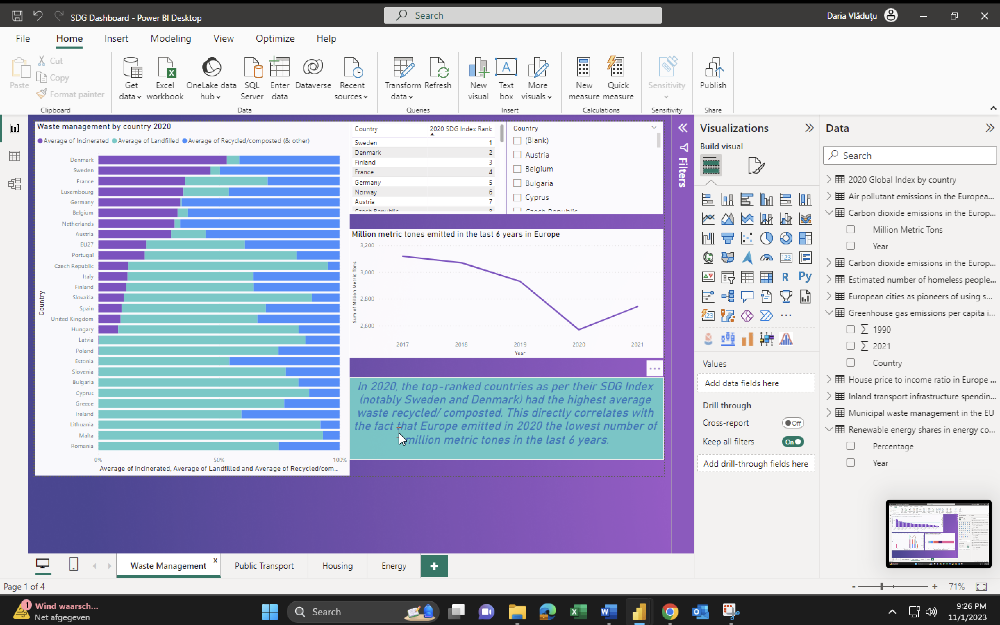 SDG Dashboard - Power BI Desktop
Search
Daria Vlăduţu
File Home Insert Modeling View Optimize Help
Paste
Cut
Copy
Format painter
Clipboard
Get data
Excel workbook
OneLake data hub
SQL Server
Enter data
Dataverse
Recent sources
Data
Transform data
Refresh
Queries
New visual
Text box
More visuals
Insert
New measure
Quick measure
Calculations
Sensitivity
Sensitivity
Publish
Share
Waste management by country 2020
Average of Incinerated Average of Landfilled Average of Recycled/composted (& other)
Country
Denmark
Sweden
France
Luxembourg
Germany
Belgium
Netherlands
Austria
EU27
Portugal
Czech Republic
Italy
Finland
Slovakia
Spain
United Kingdom
Hungary
Latvia
Poland
Estonia
Slovenia
Bulgaria
Cyprus
Greece
Ireland
Lithuania
Malta
Romania
0% 50% 100%
Average of Incinerated, Average of Landfilled and Average of Recycled/com...
Country 2020 SDG Index Rank
Sweden 1
Denmark 2
Finland 3
France 4
Germany 5
Norway 6
Austria 7
Czech Republic 8
Country
(Blank)
Austria
Belgium
Bulgaria
Cyprus
Czech Republic
Million metric tones emitted in the last 6 years in Europe
Sum of Million Metric Tons
3,200
3,000
2,800
2,600
2017 2018 2019 2020 2021
Year
In 2020, the top-ranked countries as per their SDG Index
(notably Sweden and Denmark) had the highest average
waste recycled/ composted. This directly correlates with
the fact that Europe emitted in 2020 the lowest number of
million metric tones in the last 6 years.
Filters
Visualizations
Build visual
R Py
123
123
Values
Add data fields here
Drill through
Cross-report Off
Keep all filters On
Add drill-through fields here
Data
Search
2020 Global Index by country
Air pollutant emissions in the Europea...
Carbon dioxide emissions in the Europ...
Million Metric Tons
Year
Carbon dioxide emissions in the Europ...
Estimated number of homeless people...
European cities as pioneers of using s...
Greenhouse gas emissions per capita i...
1990
2021
Country
House price to income ratio in Europe ...
Inland transport infrastructure spendin...
Municipal waste management in the EU
Renewable energy shares in energy co...
Percentage
Year
Waste Management x Public Transport Housing Energy +
Page 1 of 4
- + 71%
1
Wind waarsch...
Net afgegeven
Search
9:26 PM
11/1/2023